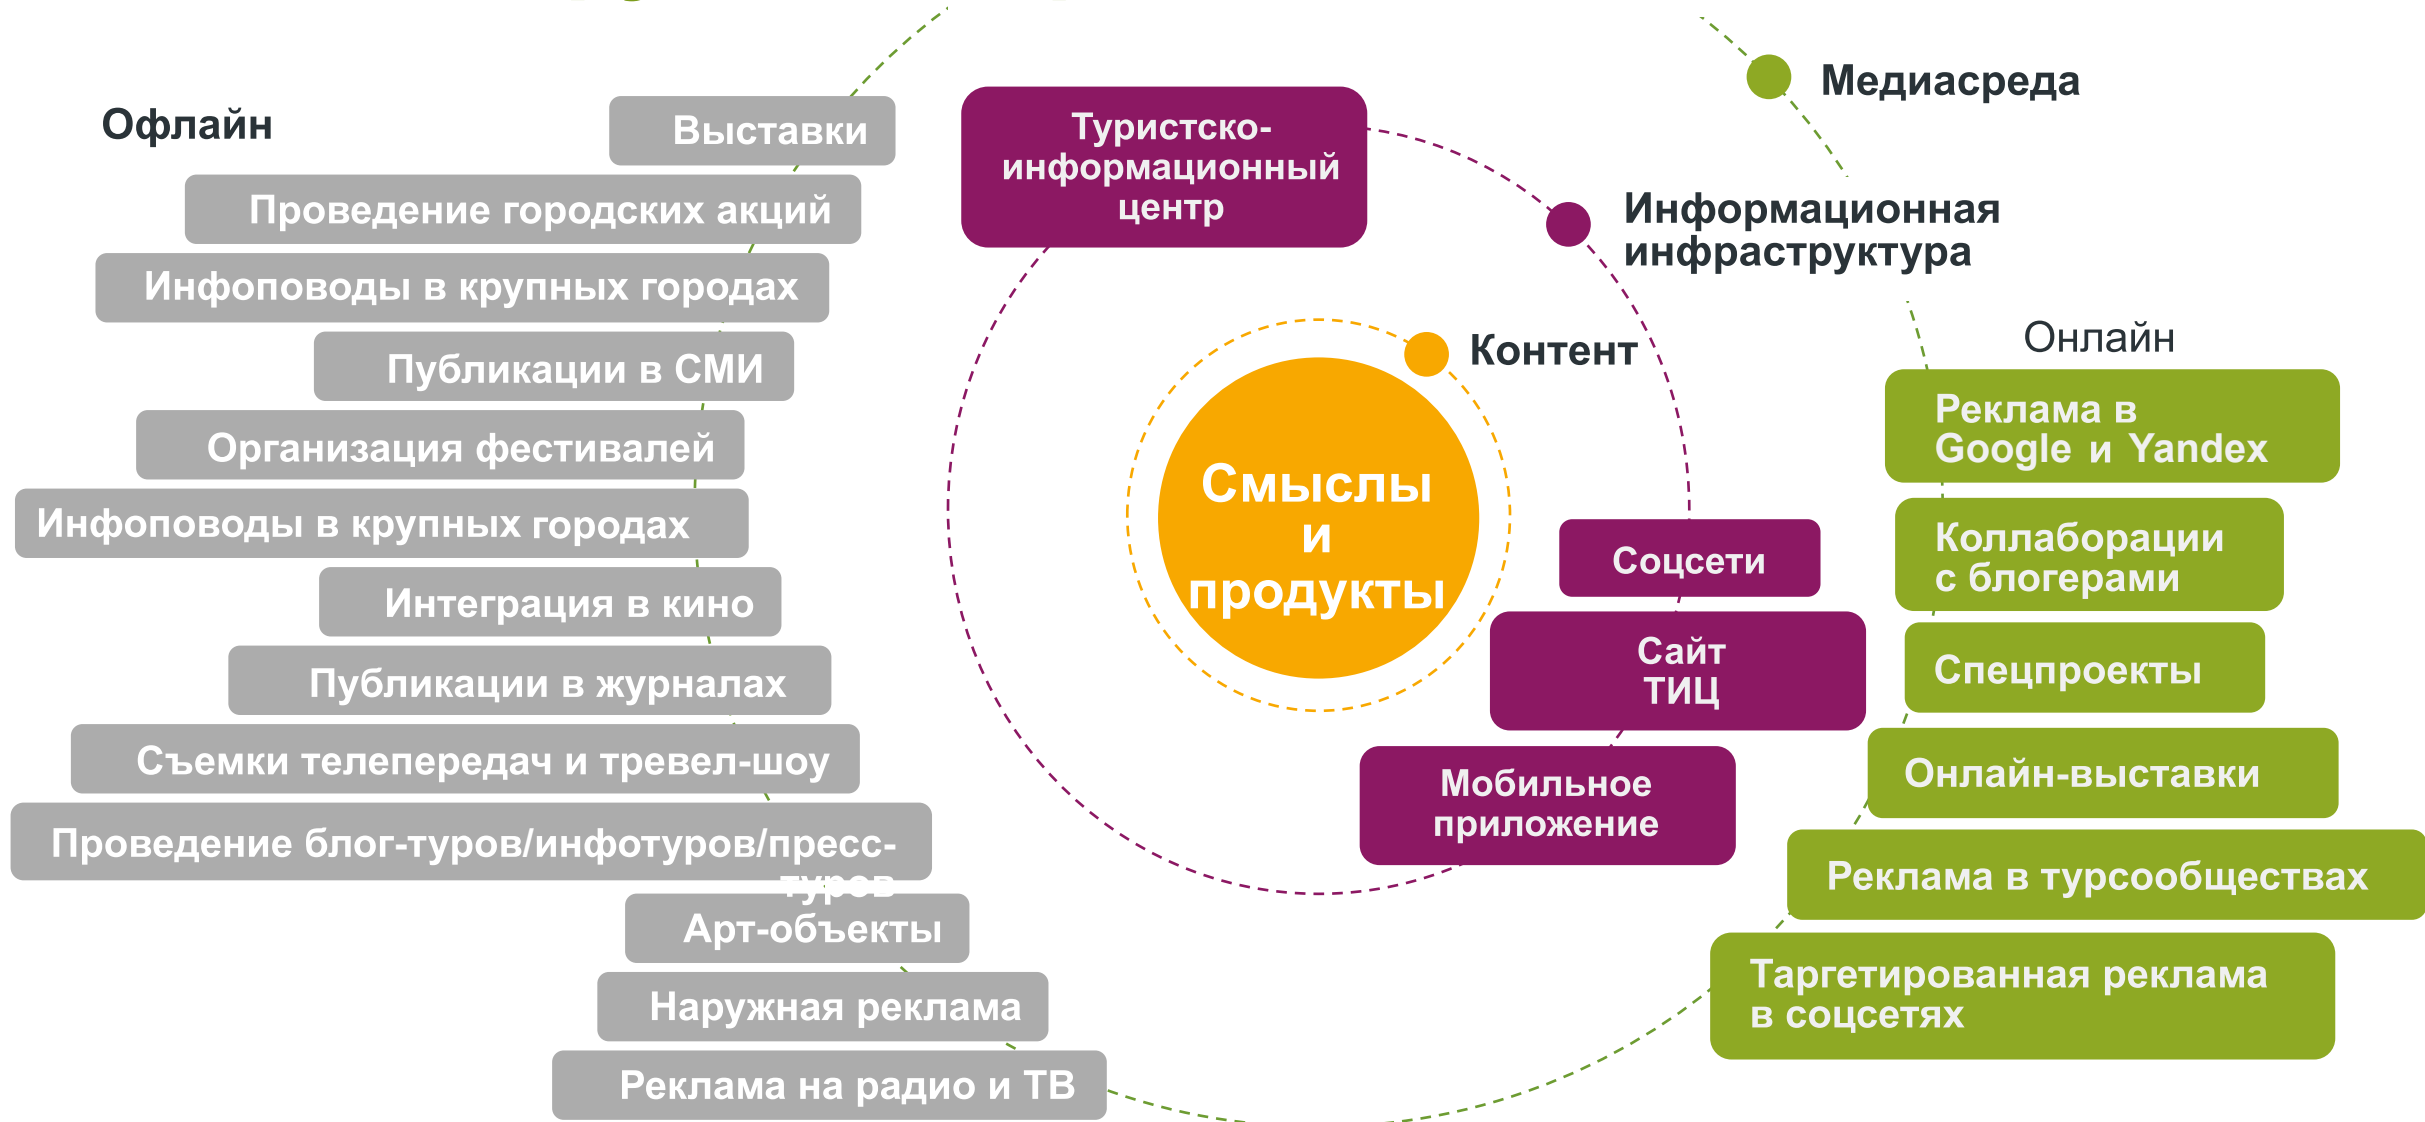 Офлайн
Выставки
Проведение городских акций
Инфоповоды в крупных городах
Публикации в СМИ
Организация фестивалей
Инфоповоды в крупных городах
Интеграция в кино
Публикации в журналах
Съемки телепередач и тревел-шоу
Проведение блог-туров/инфотуров/пресс-
туров
Арт-объекты
Наружная реклама
Реклама на радио и ТВ
Туристско-
информационный
центр
Медиасреда
Информационная
инфраструктура
Контент
Смыслы
и
продукты
Соцсети
Сайт
ТИЦ
Мобильное
приложение
Онлайн
Реклама в
Google и Yandex
Коллаборации
с блогерами
Спецпроекты
Онлайн-выставки
Реклама в турсообществах
Таргетированная реклама
в соцсетях